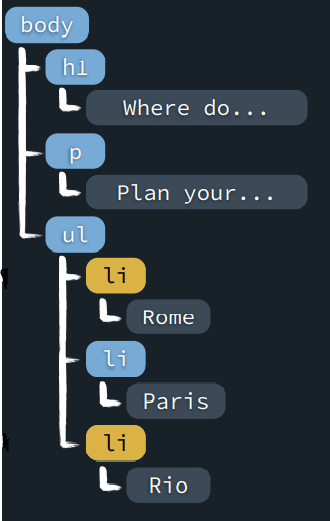 body
h1
Where do...
p
Plan your...
ul
li
Rome
li
Paris
li
Rio